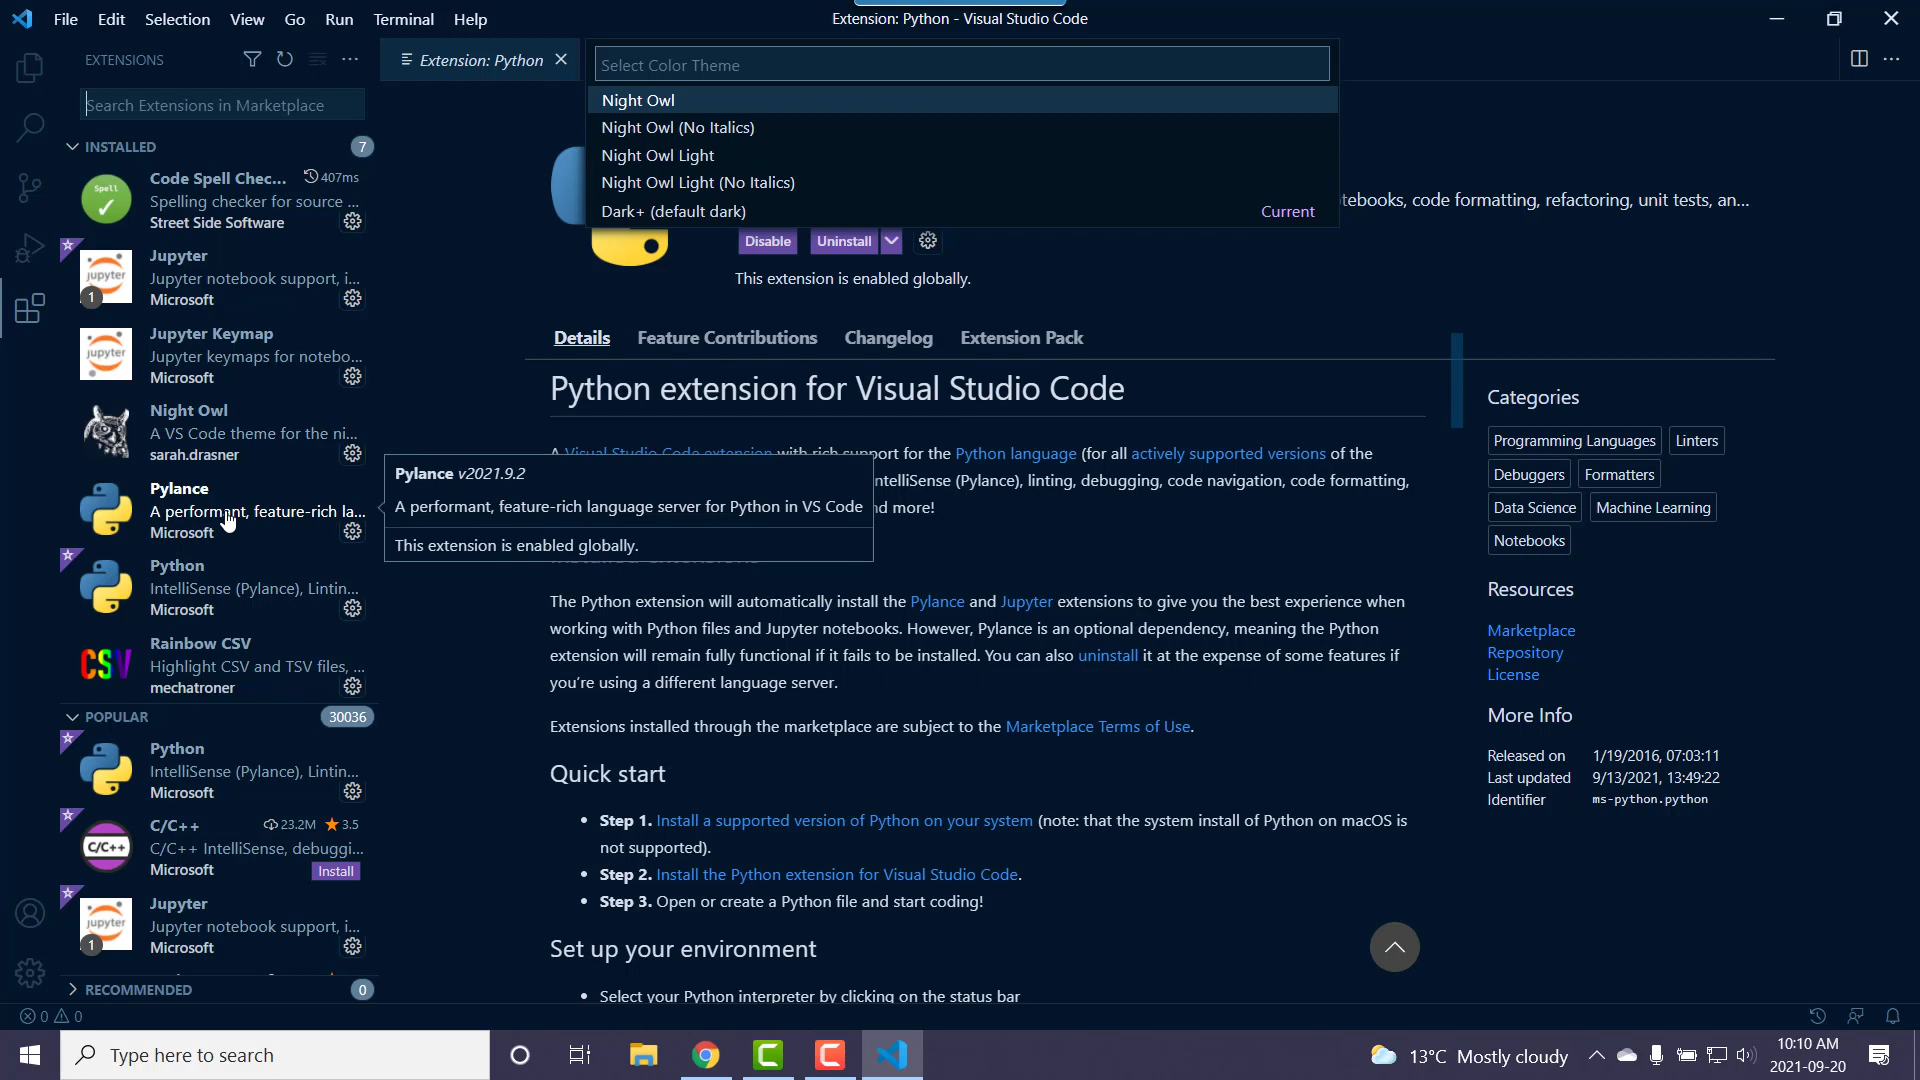 File Edit Selection View Go Run Terminal Help
Extension: Python - Visual Studio Code
EXTENSIONS
Search Extensions in Marketplace
INSTALLED 7
Spell
Code Spell Chec... 407ms
Spelling checker for source ...
Street Side Software
jupyter
1
Jupyter
Jupyter notebook support, i...
Microsoft
jupyter
Jupyter Keymap
Jupyter keymaps for notebo...
Microsoft
Night Owl
A VS Code theme for the ni...
sarah.drasner
Pylance
A performant, feature-rich la...
Microsoft
Python
IntelliSense (Pylance), Lintin...
Microsoft
CSV
Rainbow CSV
Highlight CSV and TSV files, ...
mechatroner
POPULAR 30036
Python
IntelliSense (Pylance), Lintin...
Microsoft
C/C++
C/C++ 23.2M 3.5
C/C++ IntelliSense, debuggi...
Microsoft Install
jupyter
1
Jupyter
Jupyter notebook support, i...
Microsoft
RECOMMENDED 0
Extension: Python
Select Color Theme
Night Owl
Night Owl (No Italics)
Night Owl Light
Night Owl Light (No Italics)
Dark+ (default dark) Current
tebooks, code formatting, refactoring, unit tests, an...
Disable Uninstall
This extension is enabled globally.
Details Feature Contributions Changelog Extension Pack
Python extension for Visual Studio Code
A Visual Studio Code extension with rich support for the Python language (for all actively supported versions of the
ntelliSense (Pylance), linting, debugging, code navigation, code formatting,
d more!
Pylance v2021.9.2
A performant, feature-rich language server for Python in VS Code
This extension is enabled globally.
The Python extension will automatically install the Pylance and Jupyter extensions to give you the best experience when
working with Python files and Jupyter notebooks. However, Pylance is an optional dependency, meaning the Python
extension will remain fully functional if it fails to be installed. You can also uninstall it at the expense of some features if
you're using a different language server.
Extensions installed through the marketplace are subject to the Marketplace Terms of Use.
Quick start
• Step 1. Install a supported version of Python on your system (note: that the system install of Python on macOS is
not supported).
• Step 2. Install the Python extension for Visual Studio Code.
• Step 3. Open or create a Python file and start coding!
Set up your environment
• Select your Python interpreter by clicking on the status bar
Categories
Programming Languages Linters
Debuggers Formatters
Data Science Machine Learning
Notebooks
Resources
Marketplace
Repository
License
More Info
Released on 1/19/2016, 07:03:11
Last updated 9/13/2021, 13:49:22
Identifier ms-python.python
0 0
Type here to search
13°C Mostly cloudy
10:10 AM
2021-09-20